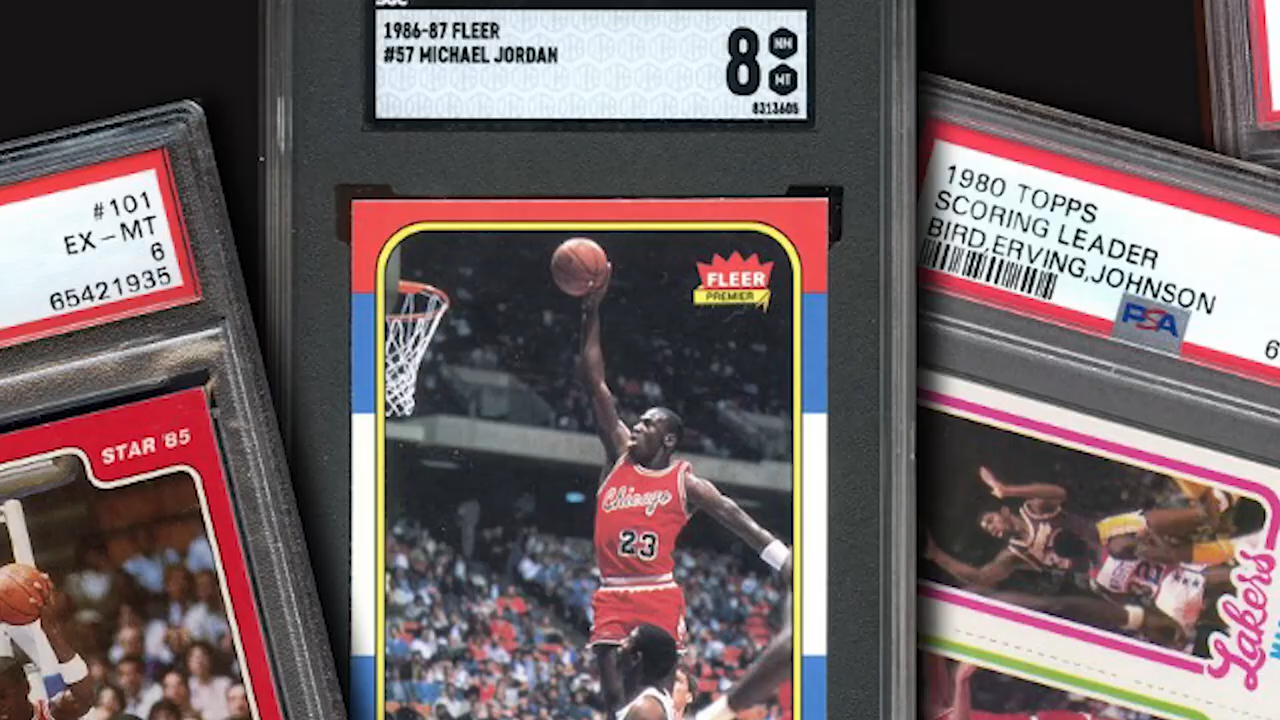 #101
EX-MT
6
65421935
STAR '85
SGC
1986-87 FLEER
#57 MICHAEL JORDAN
8
NM
MT
8313605
FLEER
PREMIER
Chicago
23
1980 TOPPS
SCORING LEADER
BIRD,ERVING,JOHNSON
PSA
6
Lakers